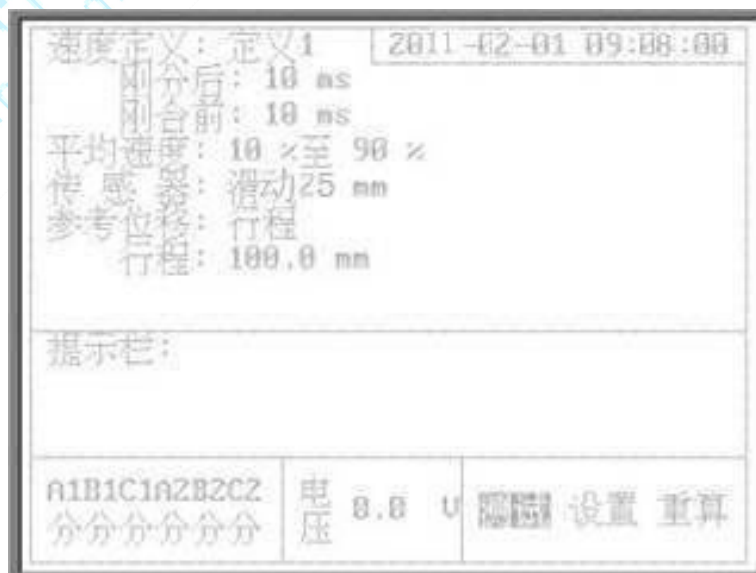 速度定义: 定义1
2011-02-01 09:08:00
刚分后: 10 ms
刚合前: 10 ms
平均速度: 10 %至 90 %
传 感 器: 滑动25 mm
参考位移: 行程
行程: 100.0 mm
提示栏:
A1B1C1A2B2C2
分分分分分分
电压 0.0 V
设置 重算